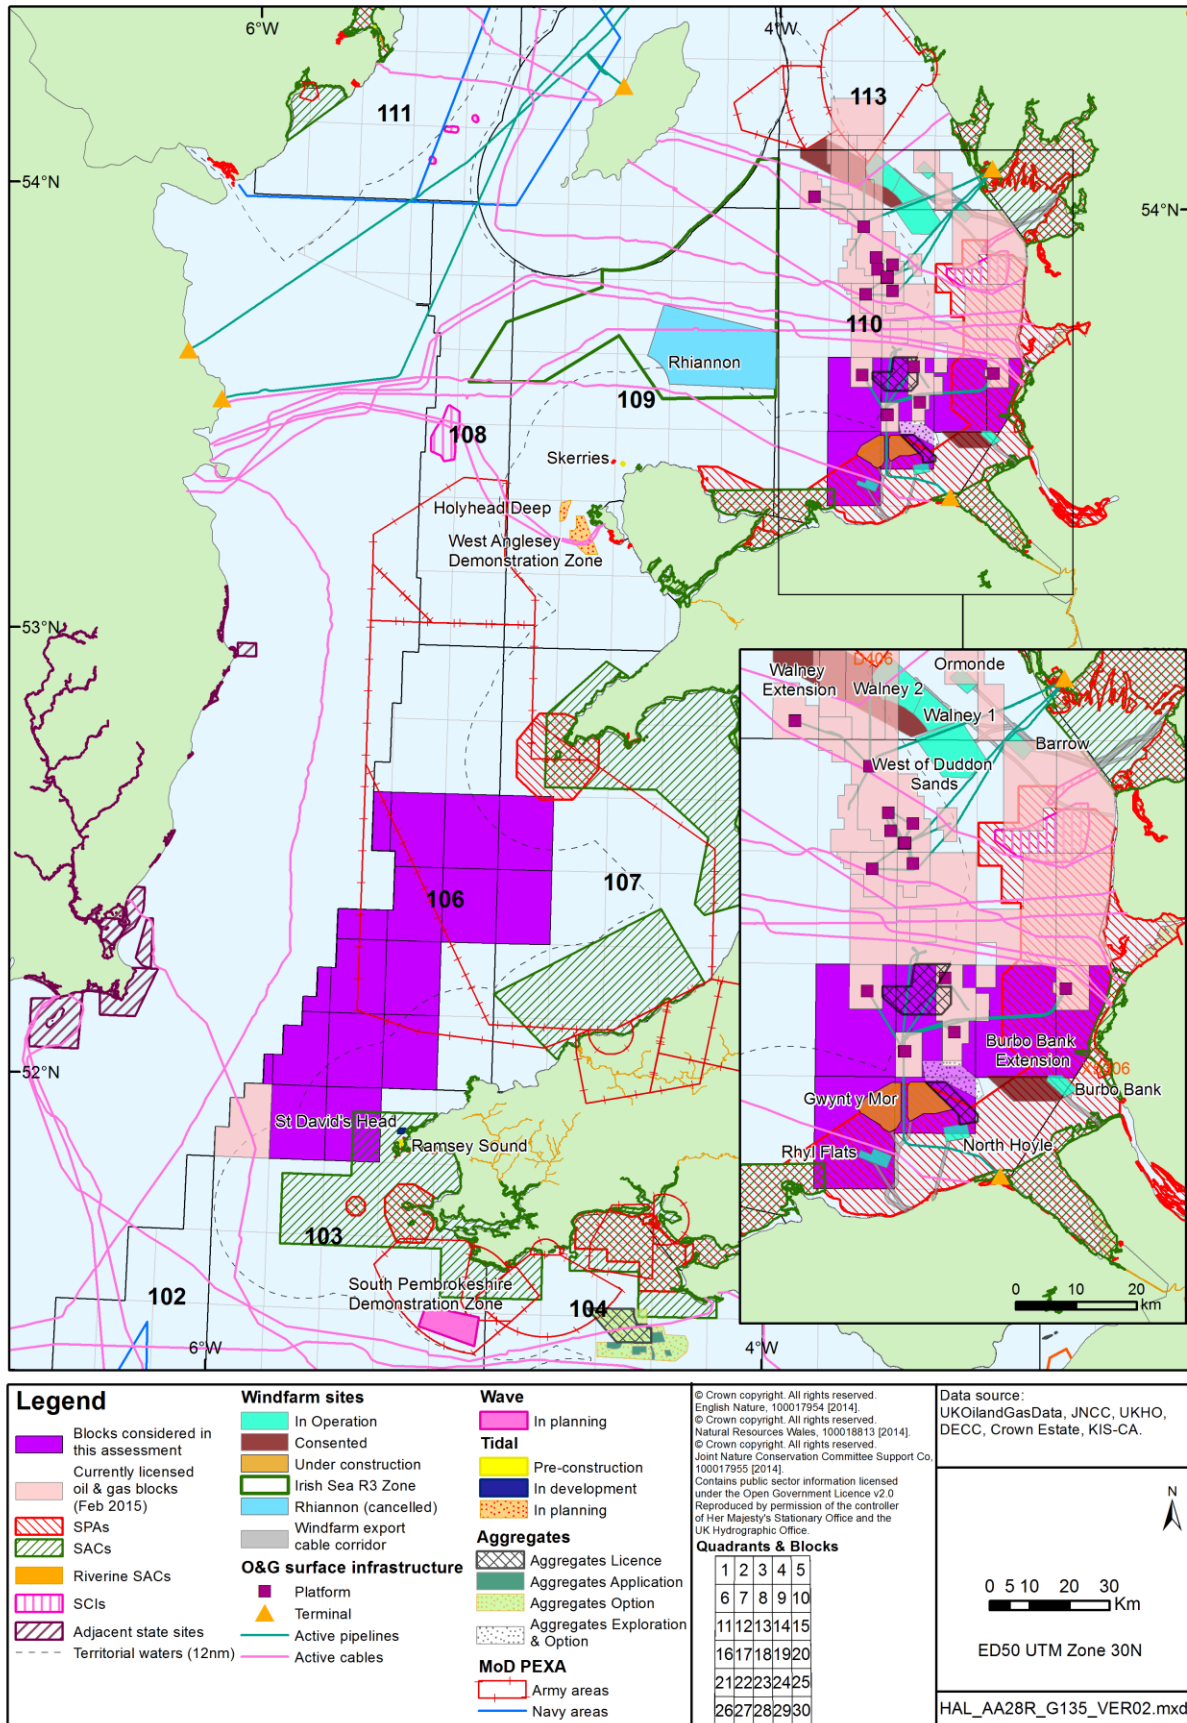 6°W
4°W
113
111
54°N
54°N
110
Rhiannon
109
108
Skerries
Holyhead Deep
West Anglesey
Demonstration Zone
53°N
D406
Ormonde
Walney
Extension
Walney 2
Walney 1
Barrow
West of Duddon
Sands
107
106
Burbo Bank
Extension
Burbo Bank
Gwynt y Mor
52°N
St David's Head
Ramsey Sound
North Hoyle
Rhyl Flats
103
South Pembrokeshire
Demonstration Zone
102
104
0 10 20
km
6°W
4°W
Legend
Blocks considered in
this assessment
Currently licensed
oil & gas blocks
(Feb 2015)
SPAs
SACs
Riverine SACs
SCIs
Adjacent state sites
Territorial waters (12nm)
Windfarm sites
In Operation
Consented
Under construction
Irish Sea R3 Zone
Rhiannon (cancelled)
Windfarm export
cable corridor
O&G surface infrastructure
Platform
Terminal
Active pipelines
Active cables
Wave
In planning
Tidal
Pre-construction
In development
In planning
Aggregates
Aggregates Licence
Aggregates Application
Aggregates Option
Aggregates Exploration
& Option
MoD PEXA
Army areas
Navy areas
© Crown copyright. All rights reserved.
English Nature, 100017954 [2014].
© Crown copyright. All rights reserved.
Natural Resources Wales, 100018813 [2014].
© Crown copyright. All rights reserved.
Joint Nature Conservation Committee Support Co,
100017955 [2014].
Contains public sector information licensed
under the Open Government Licence v2.0
Reproduced by permission of the controller
of Her Majesty's Stationary Office and the
UK Hydrographic Office.
Quadrants & Blocks
1 2 3 4 5
6 7 8 9 10
11 12 13 14 15
16 17 18 19 20
21 22 23 24 25
26 27 28 29 30
Data source:
UKOilandGasData, JNCC, UKHO,
DECC, Crown Estate, KIS-CA.
N
0 5 10 20 30
Km
ED50 UTM Zone 30N
HAL_AA28R_G135_VER02.mxd